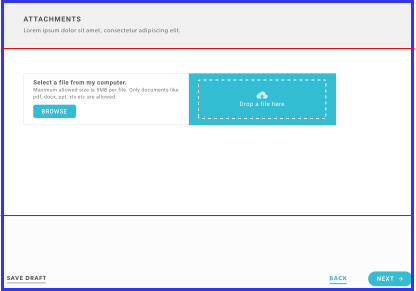 ATTACHMENTS
Lorem ipsum dolor sit amet, consectetur adipiscing elit.
Select a file from my computer.
Maximum allowed size is 5MB per file. Only documents like
pdf, docx, ppt, xls etc are allowed.
BROWSE
Drop a file here
SAVE DRAFT
BACK
NEXT →